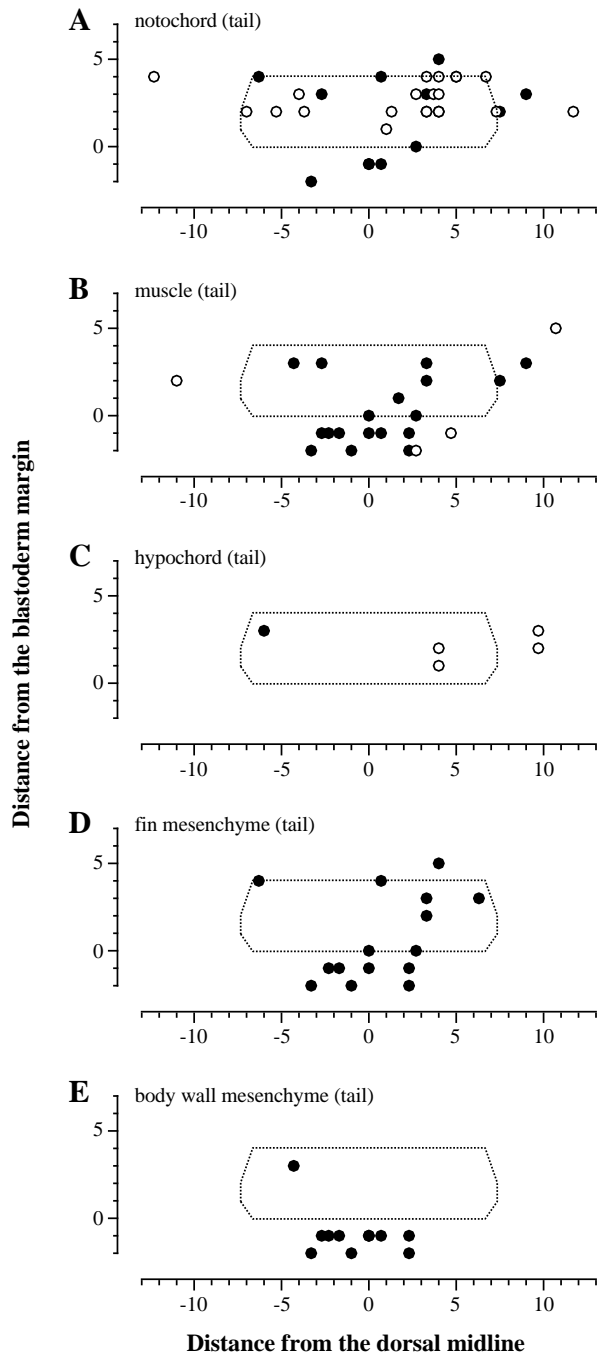 A notochord (tail)
5
0
-10 -5 0 5 10
B muscle (tail)
5
0
-10 -5 0 5 10
C hypochord (tail)
5
0
-10 -5 0 5 10
D fin mesenchyme (tail)
5
0
-10 -5 0 5 10
E body wall mesenchyme (tail)
5
0
-10 -5 0 5 10
Distance from the blastoderm margin
Distance from the dorsal midline